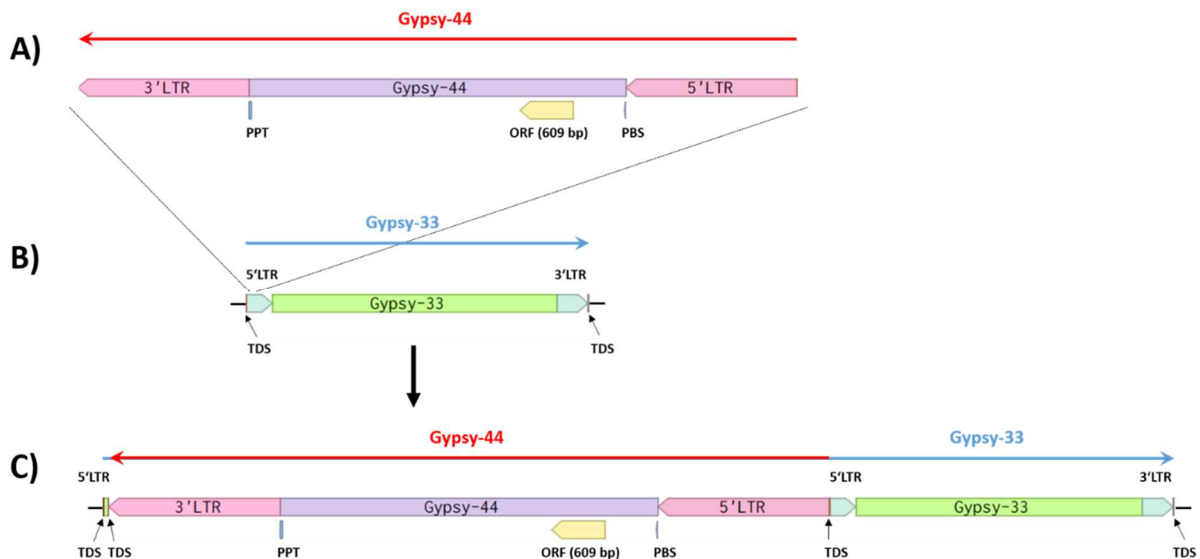 Gypsy-44
A)
3'LTR Gypsy-44 5'LTR
PPT ORF (609 bp) PBS
Gypsy-33
B)
5'LTR 3'LTR
Gypsy-33
TDS TDS
Gypsy-44 Gypsy-33
C)
5'LTR 5'LTR 3'LTR
3'LTR Gypsy-44 5'LTR Gypsy-33
TDS TDS PPT ORF (609 bp) PBS TDS TDS